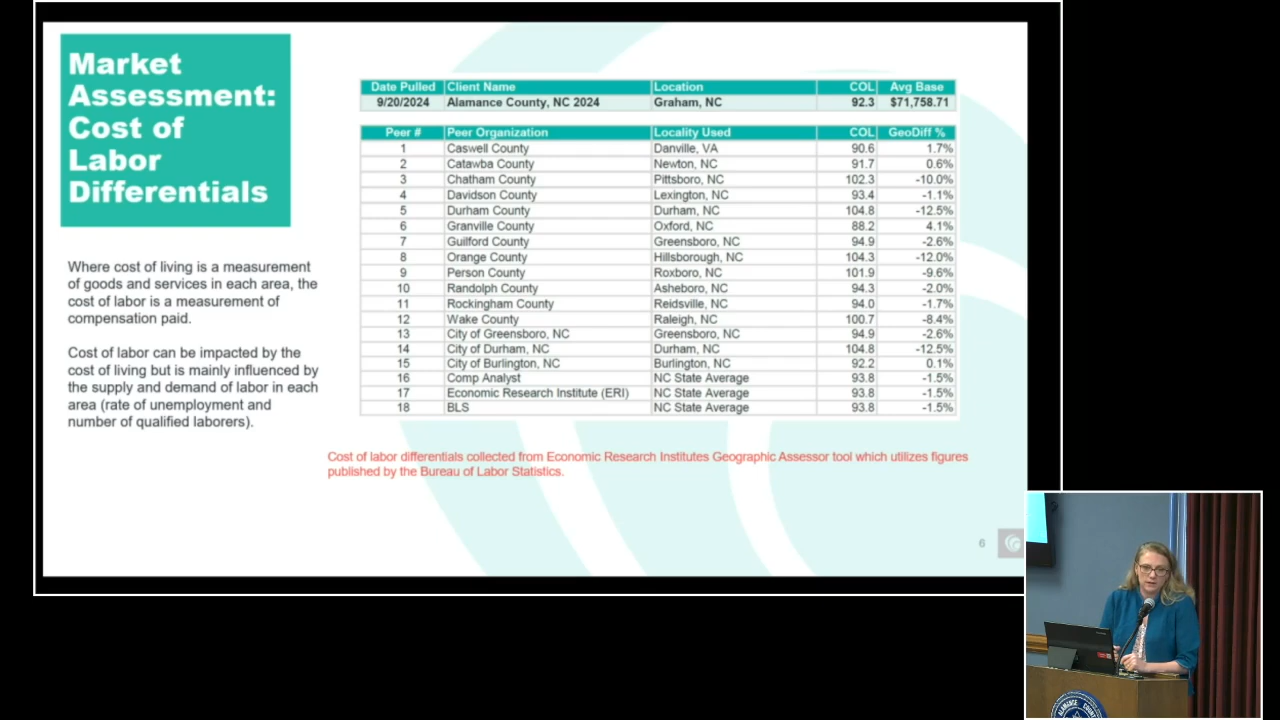 Market
Assessment:
Cost of
Labor
Differentials
Where cost of living is a measurement
of goods and services in each area, the
cost of labor is a measurement of
compensation paid.
Cost of labor can be impacted by the
cost of living but is mainly influenced by
the supply and demand of labor in each
area (rate of unemployment and
number of qualified laborers).
Date Pulled Client Name Location COL Avg Base
9/20/2024 Alamance County, NC 2024 Graham, NC 92.3 $71,758.71
Peer # Peer Organization Locality Used COL GeoDiff %
1 Caswell County Danville, VA 90.6 1.7%
2 Catawba County Newton, NC 91.7 0.6%
3 Chatham County Pittsboro, NC 102.3 -10.0%
4 Davidson County Lexington, NC 93.4 -1.1%
5 Durham County Durham, NC 104.8 -12.5%
6 Granville County Oxford, NC 88.2 4.1%
7 Guilford County Greensboro, NC 94.9 -2.6%
8 Orange County Hillsborough, NC 104.3 -12.0%
9 Person County Roxboro, NC 101.9 -9.6%
10 Randolph County Asheboro, NC 94.3 -2.0%
11 Rockingham County Reidsville, NC 94.0 -1.7%
12 Wake County Raleigh, NC 100.7 -8.4%
13 City of Greensboro, NC Greensboro, NC 94.9 -2.6%
14 City of Durham, NC Durham, NC 104.8 -12.5%
15 City of Burlington, NC Burlington, NC 92.2 0.1%
16 Comp Analyst NC State Average 93.8 -1.5%
17 Economic Research Institute (ERI) NC State Average 93.8 -1.5%
18 BLS NC State Average 93.8 -1.5%
Cost of labor differentials collected from Economic Research Institutes Geographic Assessor tool which utilizes figures
published by the Bureau of Labor Statistics.
6
ALAMANCE COUNTY